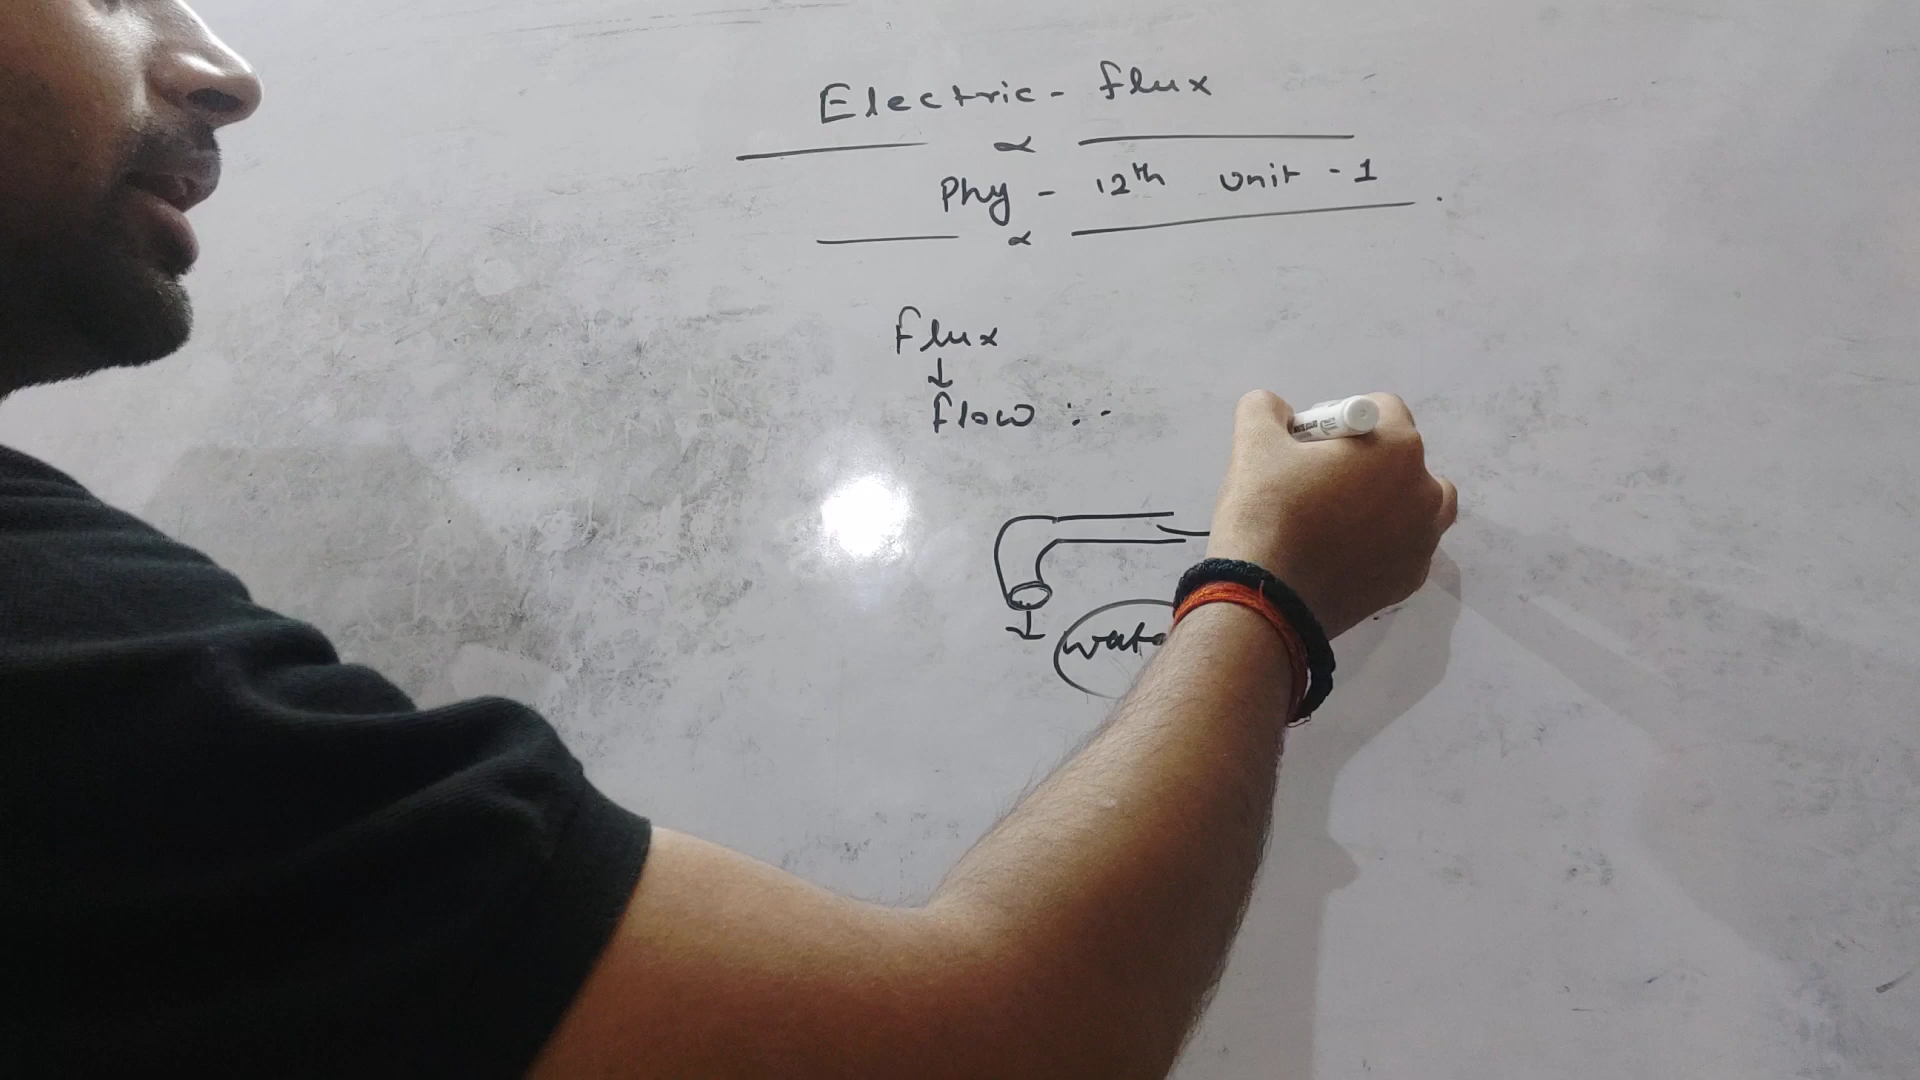 Electric - flux
Phy - 12th unit - 1
flux
↓
flow :-